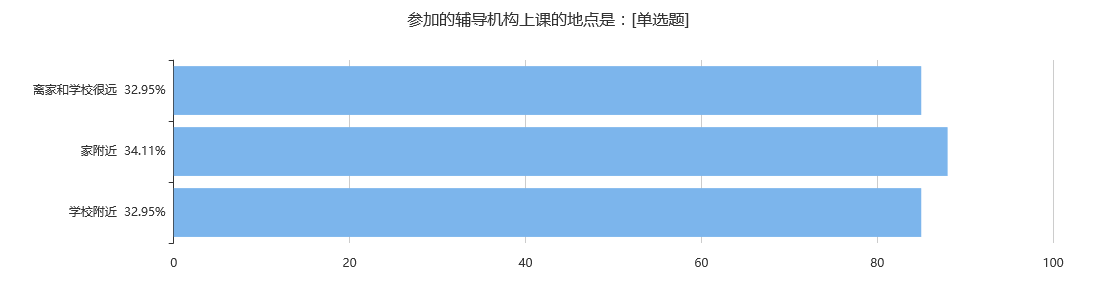 参加的辅导机构上课的地点是：[单选题]
离家和学校很远 32.95%
家附近 34.11%
学校附近 32.95%
0 20 40 60 80 100